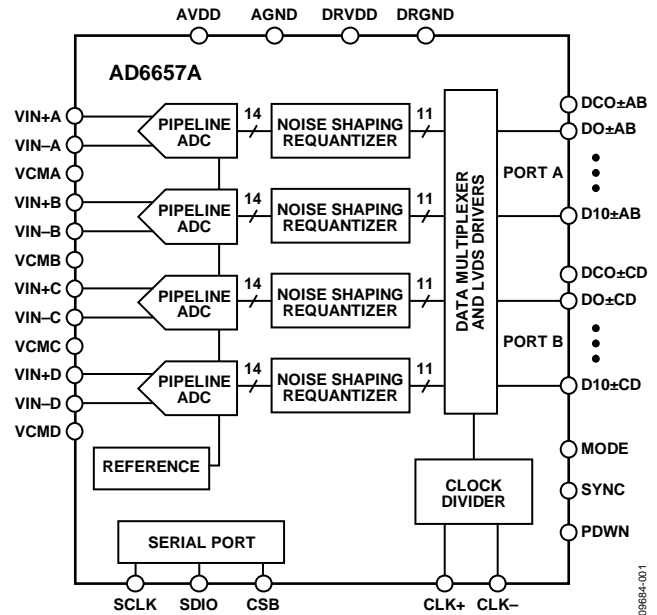 AVDD AGND DRVDD DRGND
AD6657A
VIN+A
VIN–A
VCMA
VIN+B
VIN–B
VCMB
VIN+C
VIN–C
VCMC
VIN+D
VIN–D
VCMD
PIPELINE
ADC
14
NOISE SHAPING
REQUANTIZER
11
PIPELINE
ADC
14
NOISE SHAPING
REQUANTIZER
11
PIPELINE
ADC
14
NOISE SHAPING
REQUANTIZER
11
PIPELINE
ADC
14
NOISE SHAPING
REQUANTIZER
11
DATA MULTIPLEXER
AND LVDS DRIVERS
PORT A
PORT B
DCO±AB
DO±AB
D10±AB
DCO±CD
DO±CD
D10±CD
MODE
SYNC
PDWN
REFERENCE
CLOCK
DIVIDER
SERIAL PORT
SCLK SDIO CSB CLK+ CLK–
09684-001